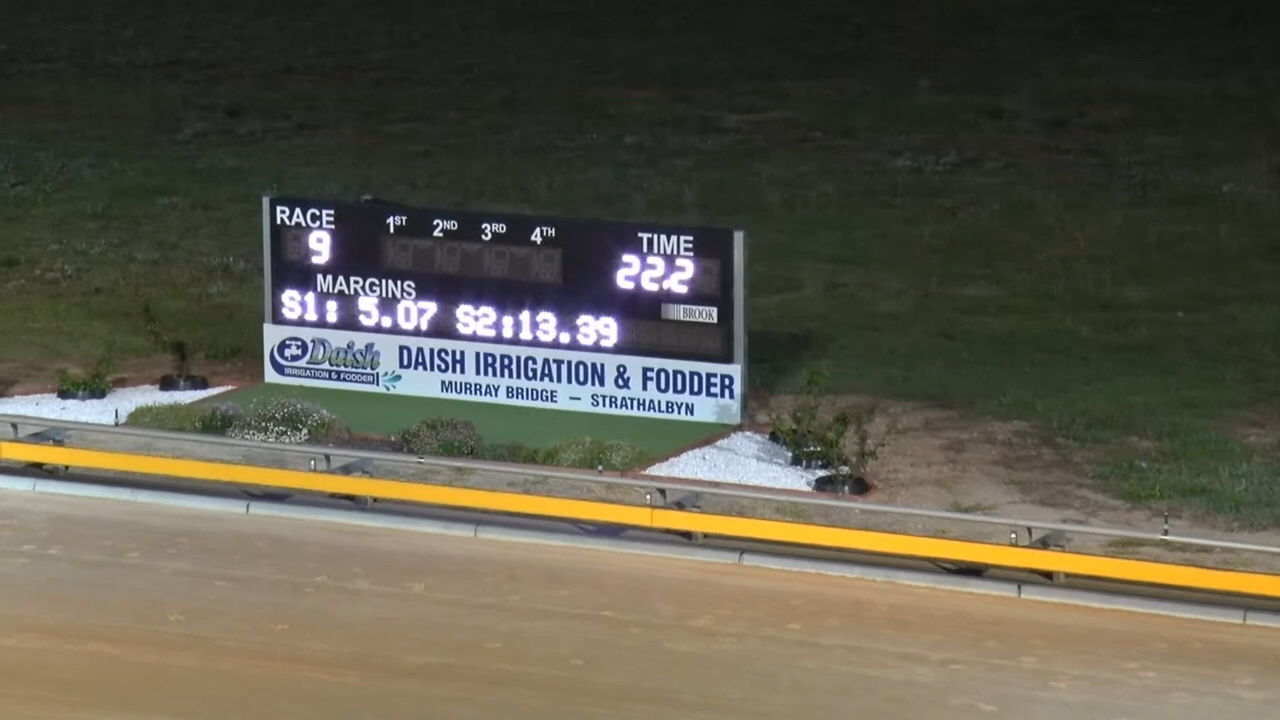 RACE 1ST 2ND 3RD 4TH TIME
9 22.2
MARGINS
S1: 5.07 S2:13.39
BROOK
Daish
IRRIGATION & FODDER
DAISH IRRIGATION & FODDER
MURRAY BRIDGE — STRATHALBYN